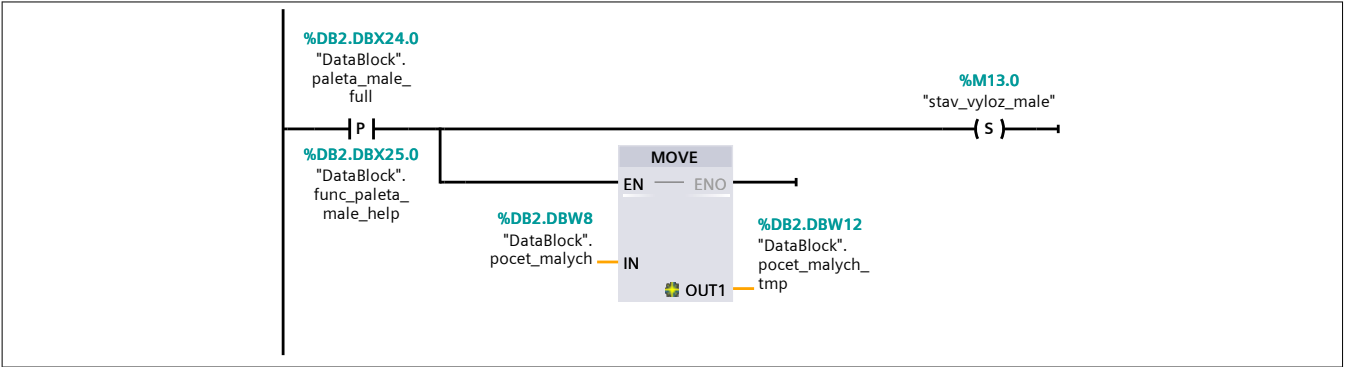 %DB2.DBX24.0
"DataBlock".
paleta_male_
full
P
%DB2.DBX25.0
"DataBlock".
func_paleta_
male_help
%M13.0
"stav_vyloz_male"
S
MOVE
EN
ENO
%DB2.DBW8
"DataBlock".
pocet_malych
IN
%DB2.DBW12
"DataBlock".
pocet_malych_
tmp
OUT1